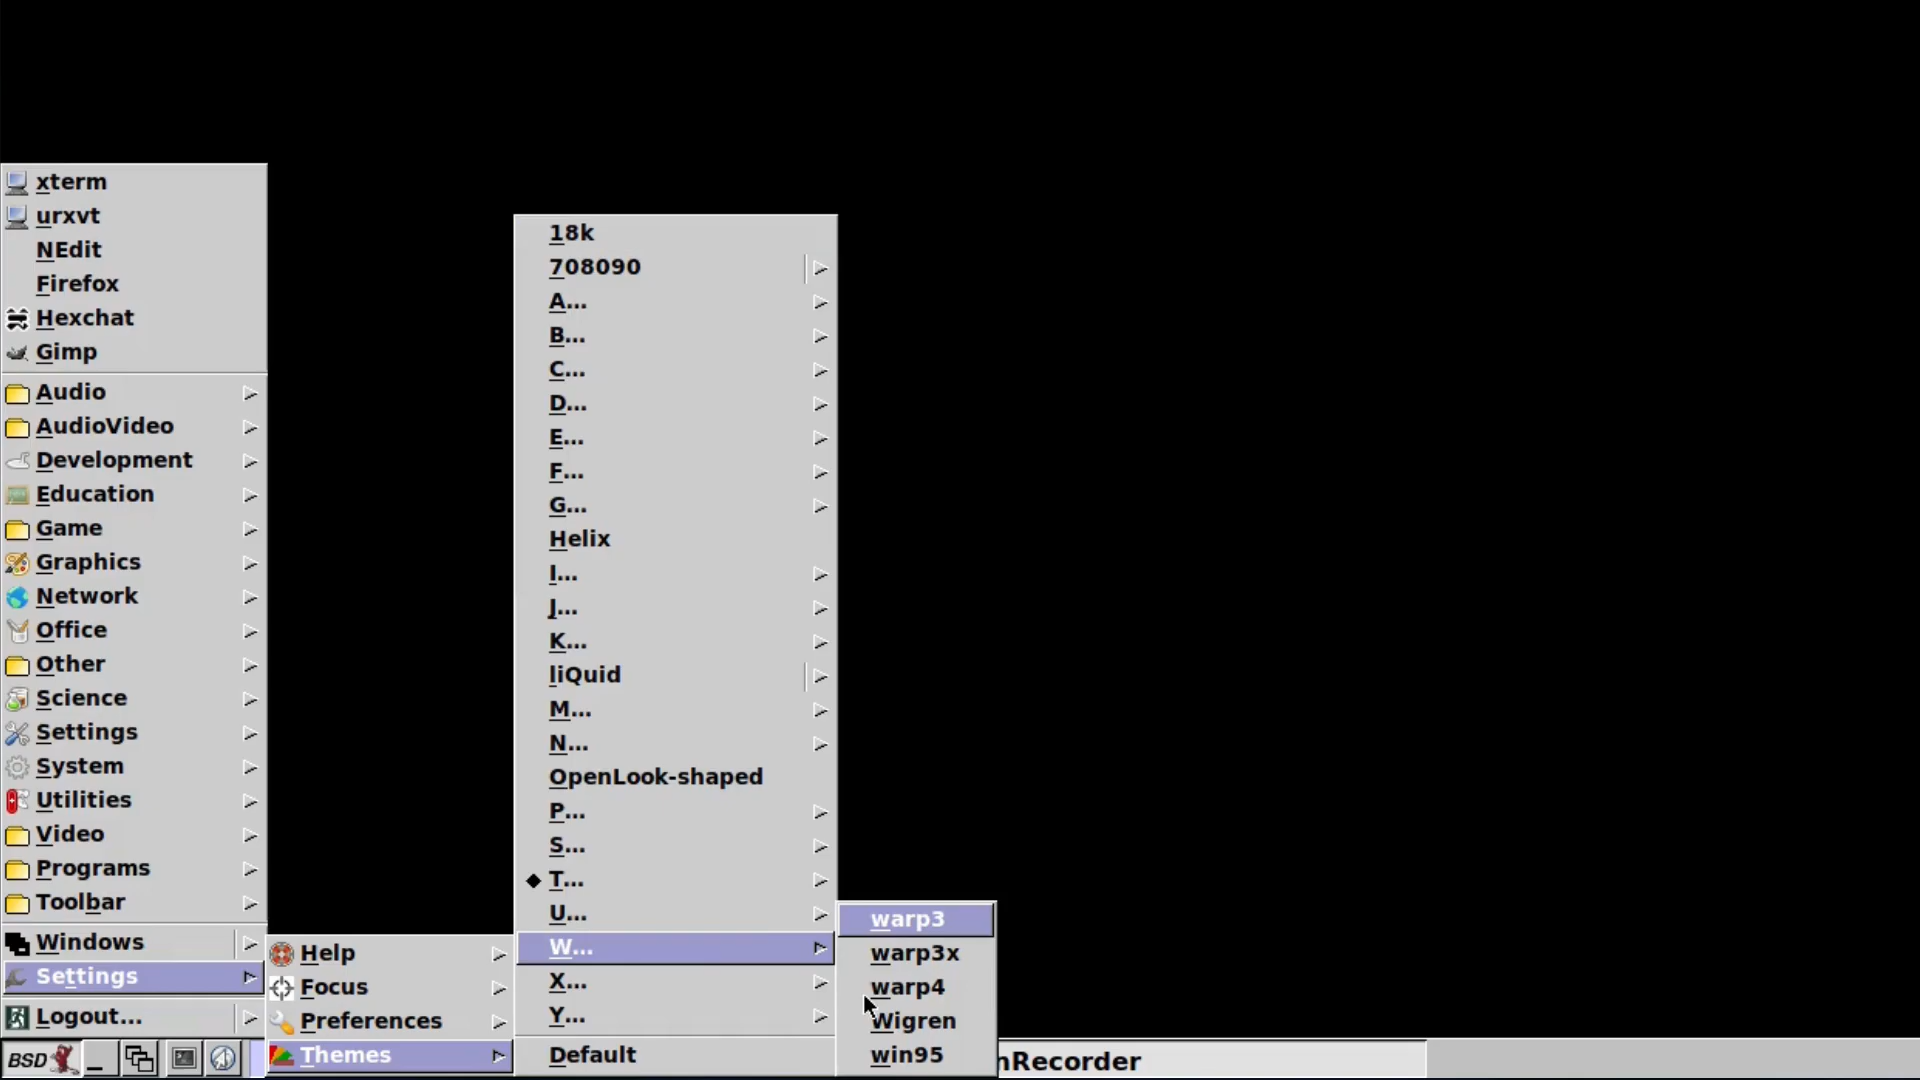 xterm
urxvt
NEdit
Firefox
Hexchat
Gimp
Audio
AudioVideo
Development
Education
Game
Graphics
Network
Office
Other
Science
Settings
System
Utilities
Video
Programs
Toolbar
Windows
Settings
Logout...
BSD
Help
Focus
Preferences
Themes
18k
708090
A...
B...
C...
D...
E...
F...
G...
Helix
I...
J...
K...
liQuid
M...
N...
OpenLook-shaped
P...
S...
T...
U...
W...
X...
Y...
Default
warp3
warp3x
warp4
Wigren
win95
nRecorder